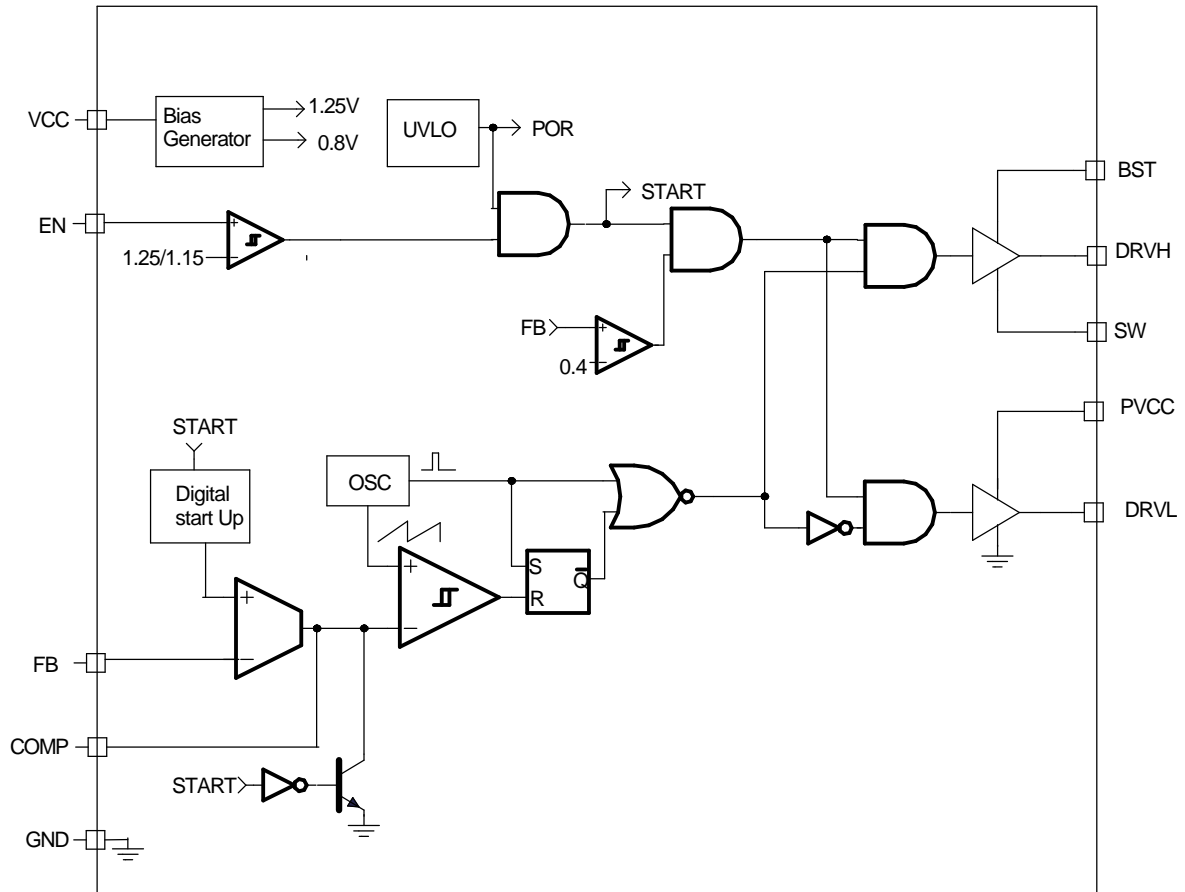 VCC
Bias
Generator
1.25V
0.8V
UVLO
POR
START
BST
EN
+
1.25/1.15
−
DRVH
FB
+
0.4
−
SW
PVCC
START
Digital
start Up
OSC
DRVL
S
Q
R
+
−
+
−
FB
COMP
START
GND